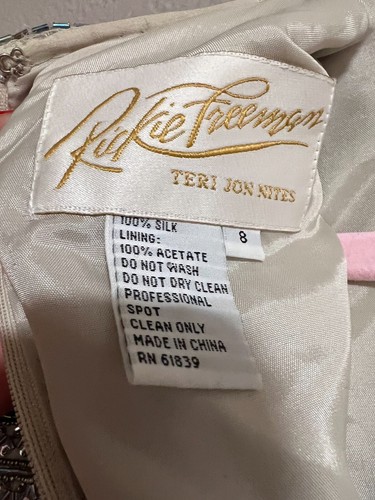 Rickie Freeman
TERI JON NITES
100% SILK
8
LINING:
100% ACETATE
DO NOT WASH
DO NOT DRY CLEAN
PROFESSIONAL
SPOT
CLEAN ONLY
MADE IN CHINA
RN 61839